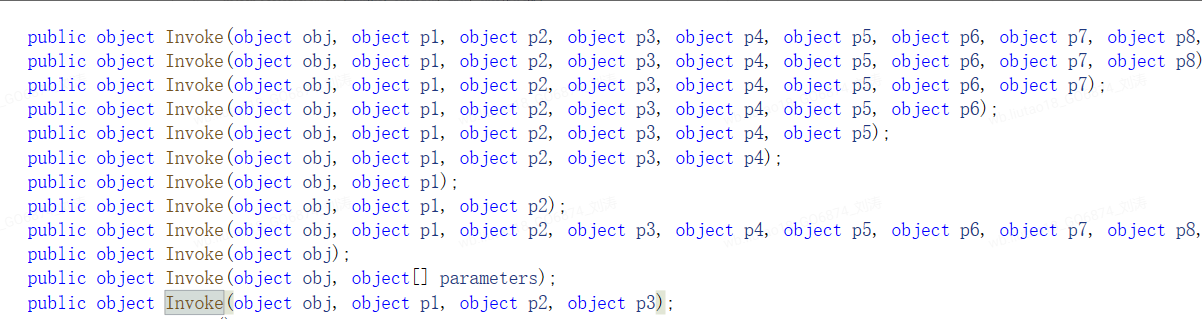 public object Invoke(object obj, object p1, object p2, object p3, object p4, object p5, object p6, object p7, object p8,
public object Invoke(object obj, object p1, object p2, object p3, object p4, object p5, object p6, object p7, object p8)
public object Invoke(object obj, object p1, object p2, object p3, object p4, object p5, object p6, object p7);
public object Invoke(object obj, object p1, object p2, object p3, object p4, object p5, object p6);
public object Invoke(object obj, object p1, object p2, object p3, object p4, object p5);
public object Invoke(object obj, object p1, object p2, object p3, object p4);
public object Invoke(object obj, object p1);
public object Invoke(object obj, object p1, object p2);
public object Invoke(object obj, object p1, object p2, object p3, object p4, object p5, object p6, object p7, object p8,
public object Invoke(object obj);
public object Invoke(object obj, object[] parameters);
public object Invoke(object obj, object p1, object p2, object p3);